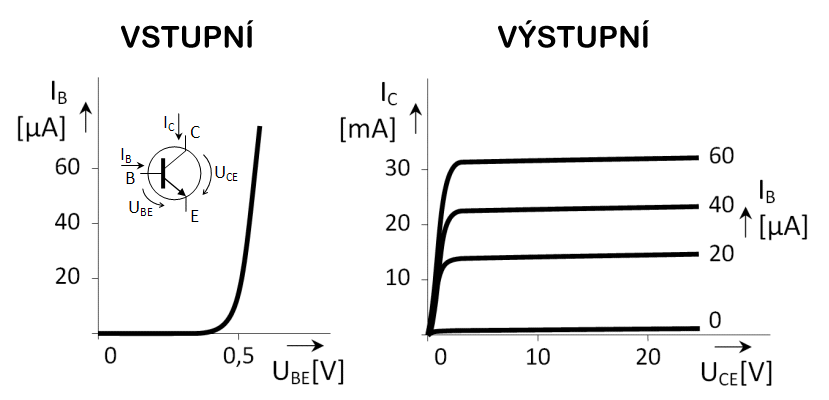 VSTUPNÍ
I_B
[µA]
60
40
20
0
0,5
U_BE[V]
I_C
C
I_B
B
U_CE
U_BE
E
VÝSTUPNÍ
I_C
[mA]
30
20
10
0
10
20
U_CE[V]
60
40
20
0
I_B
[µA]